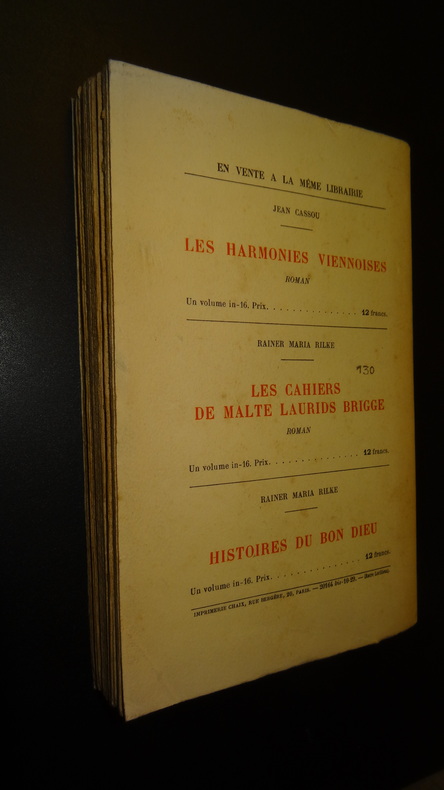 EN VENTE A LA MÊME LIBRAIRIE
JEAN CASSOU
LES HARMONIES VIENNOISES
ROMAN
Un volume in-16. Prix. . . . . . . . . . . . . . . 12 francs.
RAINER MARIA RILKE
930
LES CAHIERS
DE MALTE LAURIDS BRIGGE
ROMAN
Un volume in-16. Prix. . . . . . . . . . . . . . . 12 francs.
RAINER MARIA RILKE
HISTOIRES DU BON DIEU
Un volume in-16. Prix. . . . . . . . . . . . . . . 12 francs.
IMPRIMERIE CHAIX, RUE BERGÈRE, 20, PARIS. —